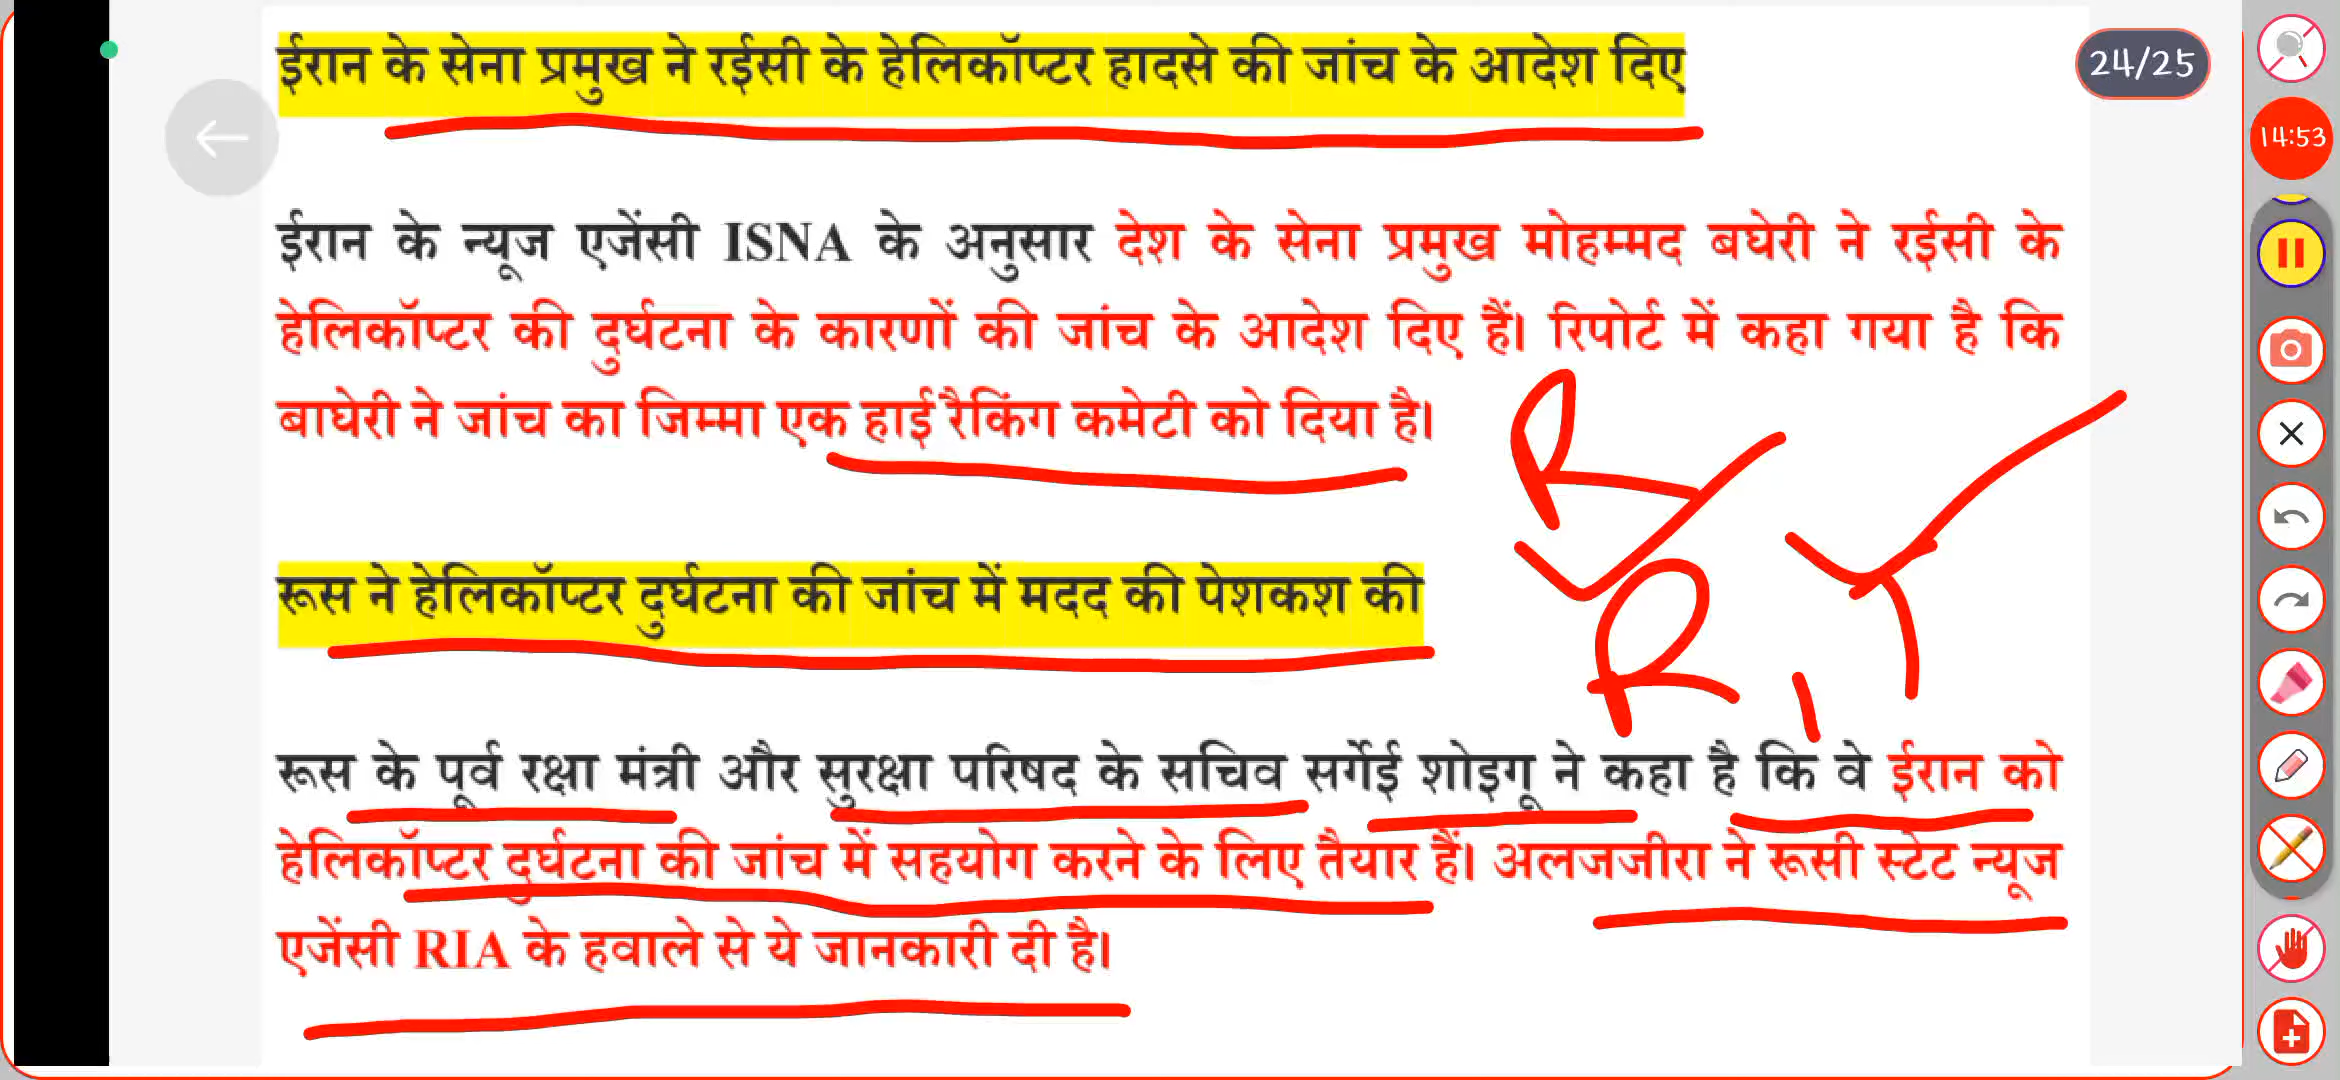 ईरान के सेना प्रमुख ने रईसी के हेलिकॉप्टर हादसे की जांच के आदेश दिए
24/25
14:53
ईरान के न्यूज एजेंसी ISNA के अनुसार देश के सेना प्रमुख मोहम्मद बघेरी ने रईसी के
हेलिकॉप्टर की दुर्घटना के कारणों की जांच के आदेश दिए हैं। रिपोर्ट में कहा गया है कि
बाघेरी ने जांच का जिम्मा एक हाई रैकिंग कमेटी को दिया है।
रूस ने हेलिकॉप्टर दुर्घटना की जांच में मदद की पेशकश की
रूस के पूर्व रक्षा मंत्री और सुरक्षा परिषद के सचिव सर्गेई शोइगू ने कहा है कि वे ईरान को
हेलिकॉप्टर दुर्घटना की जांच में सहयोग करने के लिए तैयार हैं। अलजजीरा ने रूसी स्टेट न्यूज
एजेंसी RIA के हवाले से ये जानकारी दी है।